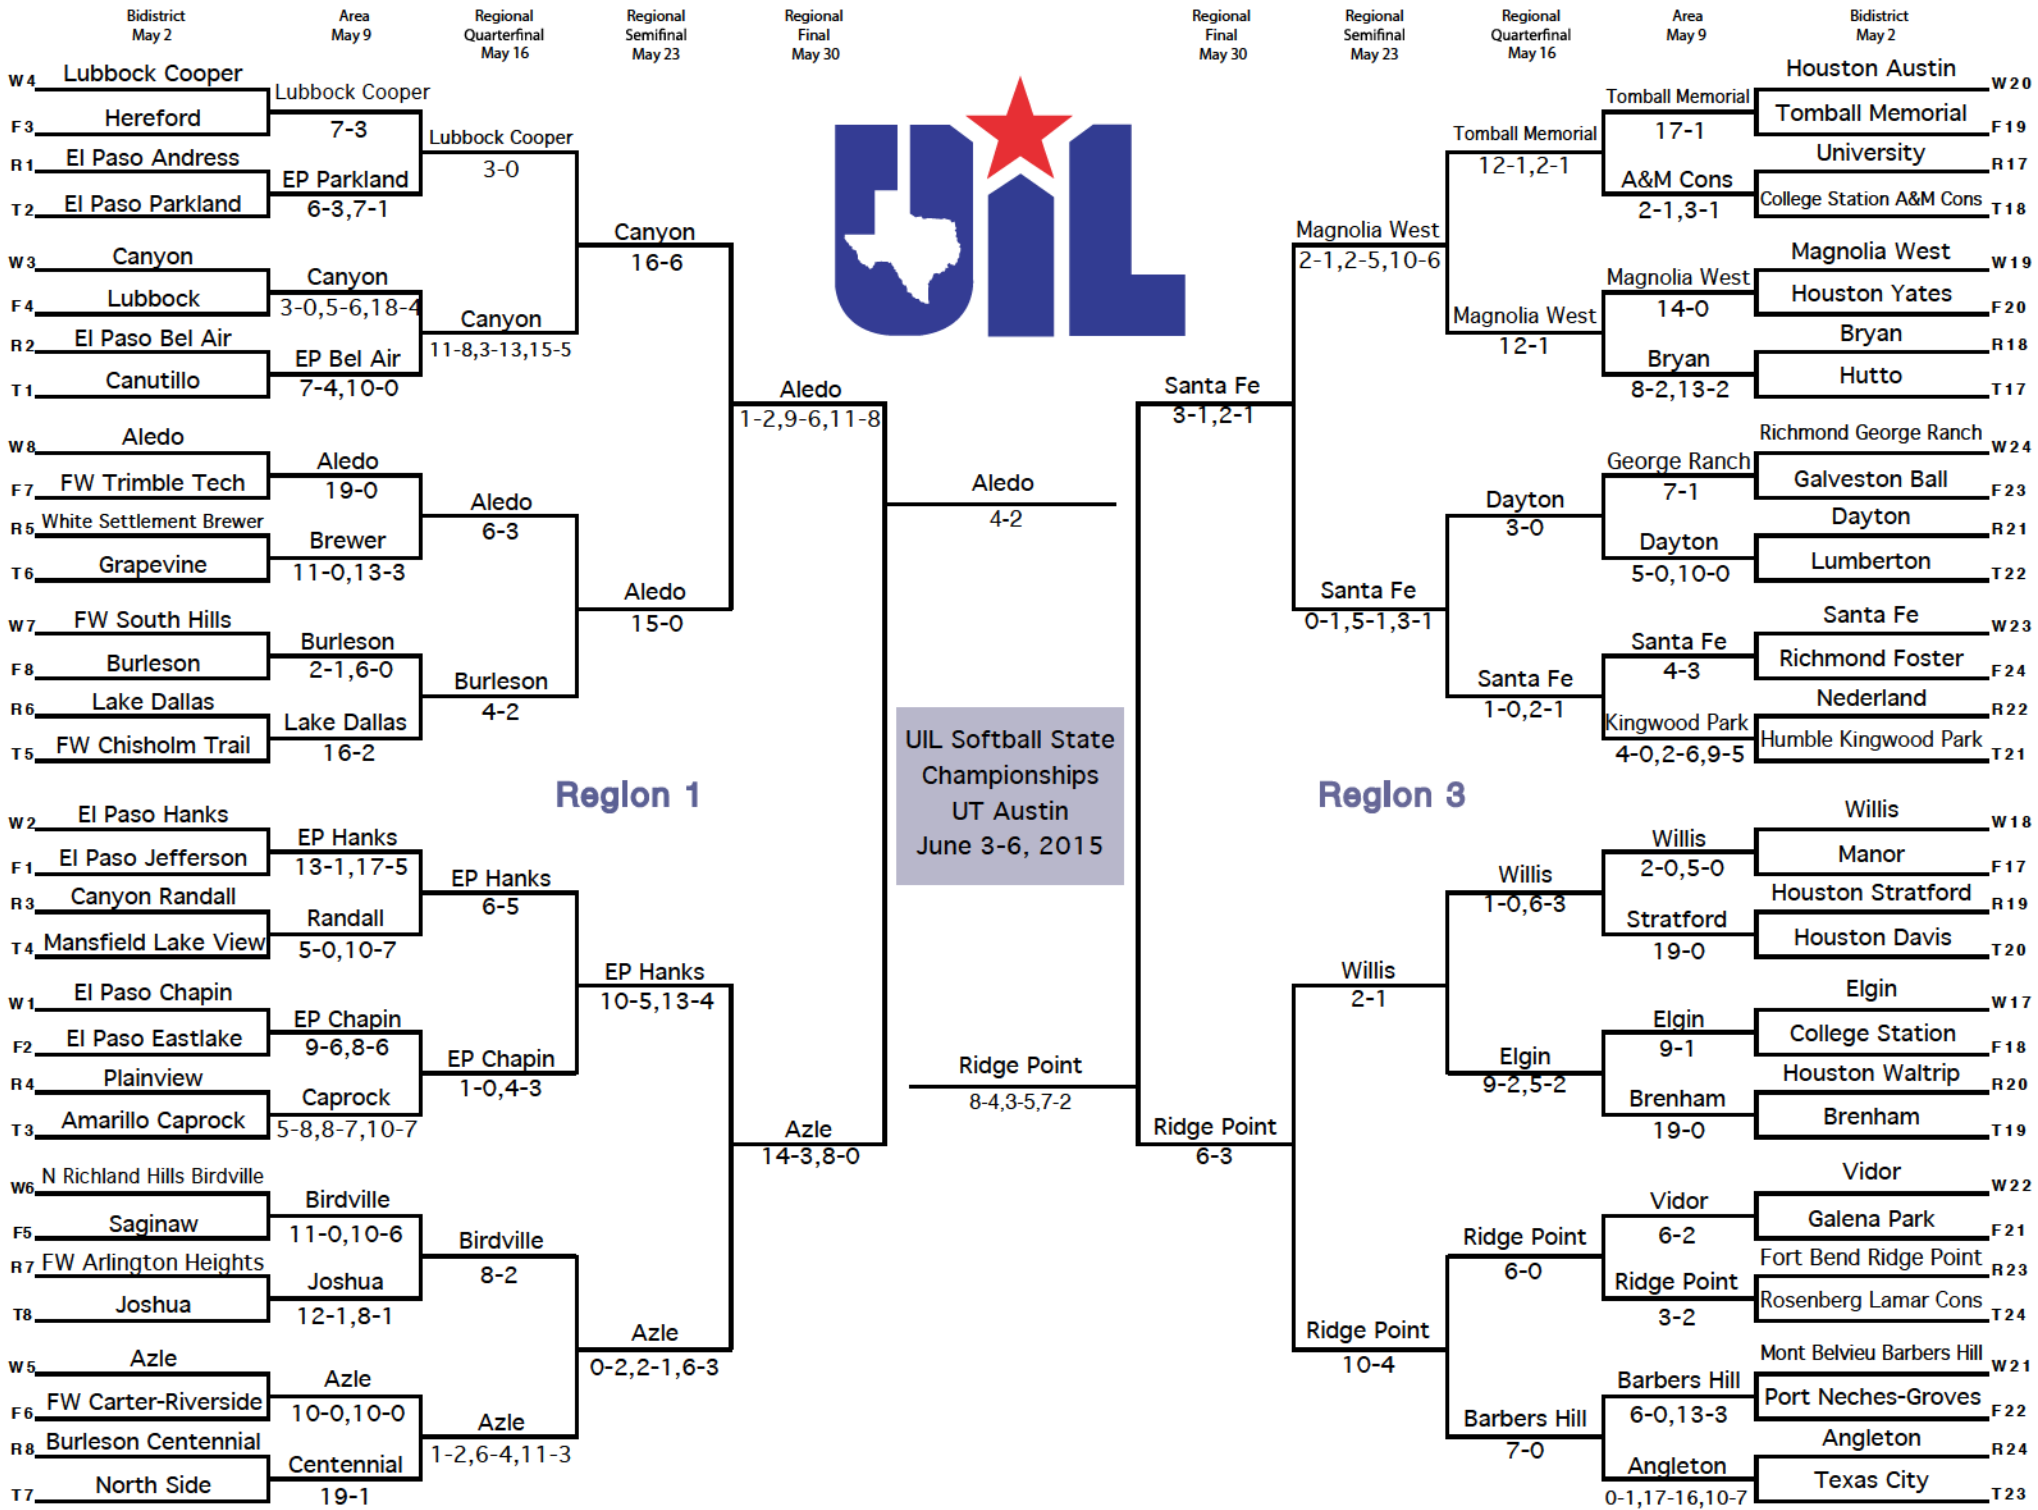 Bidistrict
May 2
Area
May 9
Regional
Quarterfinal
May 16
Regional
Semifinal
May 23
Regional
Final
May 30
Regional
Final
May 30
Regional
Semifinal
May 23
Regional
Quarterfinal
May 16
Area
May 9
Bidistrict
May 2
W4 Lubbock Cooper
F3 Hereford
R1 El Paso Andress
T2 El Paso Parkland
W3 Canyon
F4 Lubbock
R2 El Paso Bel Air
T1 Canutillo
W8 Aledo
F7 FW Trimble Tech
R5 White Settlement Brewer
T6 Grapevine
W7 FW South Hills
F8 Burleson
R6 Lake Dallas
T5 FW Chisholm Trail
W2 El Paso Hanks
F1 El Paso Jefferson
R3 Canyon Randall
T4 Mansfield Lake View
W1 El Paso Chapin
F2 El Paso Eastlake
R4 Plainview
T3 Amarillo Caprock
W6 N Richland Hills Birdville
F5 Saginaw
R7 FW Arlington Heights
T8 Joshua
W5 Azle
F6 FW Carter-Riverside
R8 Burleson Centennial
T7 North Side
Lubbock Cooper
7-3
EP Parkland
6-3,7-1
Canyon
3-0,5-6,18-4
EP Bel Air
7-4,10-0
Aledo
19-0
Brewer
11-0,13-3
Burleson
2-1,6-0
Lake Dallas
16-2
EP Hanks
13-1,17-5
Randall
5-0,10-7
EP Chapin
9-6,8-6
Caprock
5-8,8-7,10-7
Birdville
11-0,10-6
Joshua
12-1,8-1
Azle
10-0,10-0
Centennial
19-1
Lubbock Cooper
3-0
Canyon
11-8,3-13,15-5
Aledo
6-3
Burleson
4-2
EP Hanks
6-5
EP Chapin
1-0,4-3
Birdville
8-2
Azle
1-2,6-4,11-3
Canyon
16-6
Aledo
15-0
EP Hanks
10-5,13-4
Azle
0-2,2-1,6-3
Aledo
1-2,9-6,11-8
Azle
14-3,8-0
Region 1
UIL
Aledo
4-2
UIL Softball State
Championships
UT Austin
June 3-6, 2015
Ridge Point
8-4,3-5,7-2
Region 3
Santa Fe
3-1,2-1
Ridge Point
6-3
Magnolia West
2-1,2-5,10-6
Santa Fe
0-1,5-1,3-1
Willis
2-1
Ridge Point
10-4
Tomball Memorial
12-1,2-1
Magnolia West
12-1
Dayton
3-0
Santa Fe
1-0,2-1
Willis
1-0,6-3
Elgin
9-2,5-2
Ridge Point
6-0
Barbers Hill
7-0
Tomball Memorial
17-1
A&M Cons
2-1,3-1
Magnolia West
14-0
Bryan
8-2,13-2
George Ranch
7-1
Dayton
5-0,10-0
Santa Fe
4-3
Kingwood Park
4-0,2-6,9-5
Willis
2-0,5-0
Stratford
19-0
Elgin
9-1
Brenham
19-0
Vidor
6-2
Ridge Point
3-2
Barbers Hill
6-0,13-3
Angleton
0-1,17-16,10-7
Houston Austin W20
Tomball Memorial F19
University R17
College Station A&M Cons T18
Magnolia West W19
Houston Yates F20
Bryan R18
Hutto T17
Richmond George Ranch W24
Galveston Ball F23
Dayton R21
Lumberton T22
Santa Fe W23
Richmond Foster F24
Nederland R22
Humble Kingwood Park T21
Willis W18
Manor F17
Houston Stratford R19
Houston Davis T20
Elgin W17
College Station F18
Houston Waltrip R20
Brenham T19
Vidor W22
Galena Park F21
Fort Bend Ridge Point R23
Rosenberg Lamar Cons T24
Mont Belvieu Barbers Hill W21
Port Neches-Groves F22
Angleton R24
Texas City T23